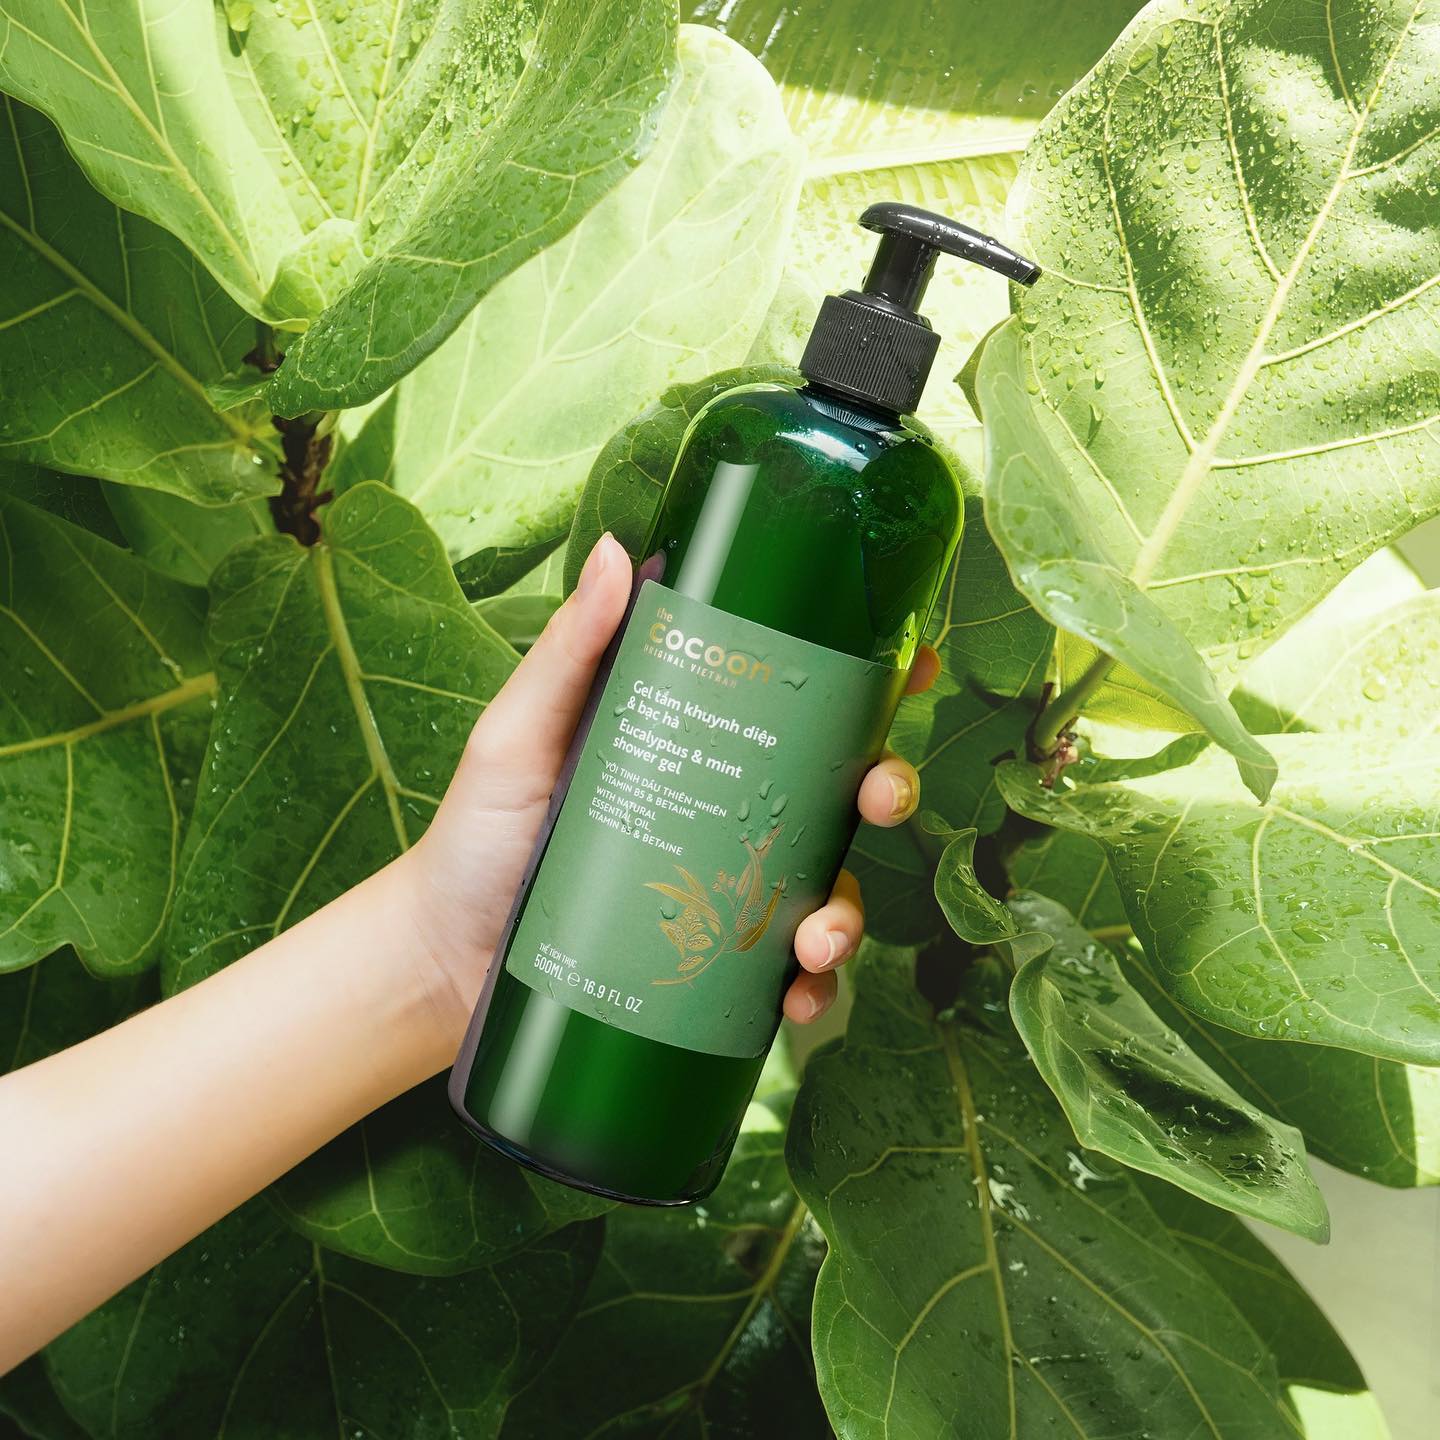 the
cocoon
ORIGINAL VIETNAM
Gel tắm khuynh diệp
& bạc hà
Eucalyptus & mint
shower gel
VỚI TINH DẦU THIÊN NHIÊN
VITAMIN B5 & BETAINE
WITH NATURAL
ESSENTIAL OIL,
VITAMIN B5 & BETAINE
THỂ TÍCH THỰC
500ML ℮ 16.9 FL OZ